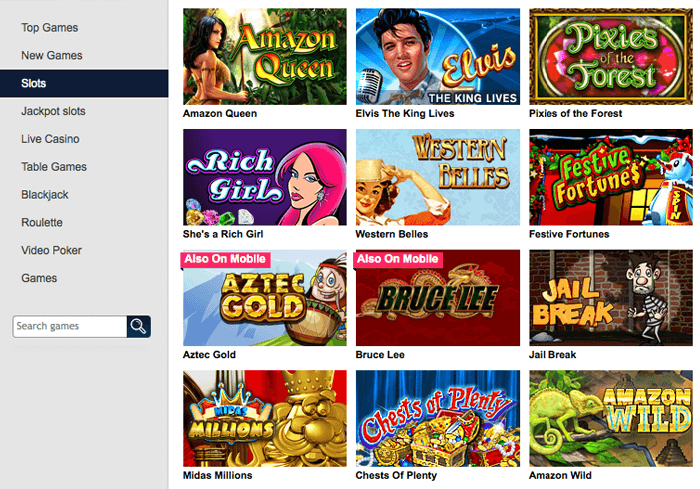 Top Games
New Games
Slots
Jackpot slots
Live Casino
Table Games
Blackjack
Roulette
Video Poker
Games
Search games
Amazon
Queen
Amazon Queen
Elvis
THE KING LIVES
Elvis The King Lives
Pixies
of the
Forest
Pixies of the Forest
Rich
Girl
She's a Rich Girl
WESTERN
BELLES
Western Belles
Festive
Fortune$
SPIN
Festive Fortunes
Also On Mobile
AZTEC
GOLD
Aztec Gold
Also On Mobile
BRUCE LEE
Bruce Lee
JAIL
BREAK
Jail Break
MIDAS
MILLIONS
Midas Millions
Chests of Plenty
Chests Of Plenty
AMAZON
WILD
Amazon Wild